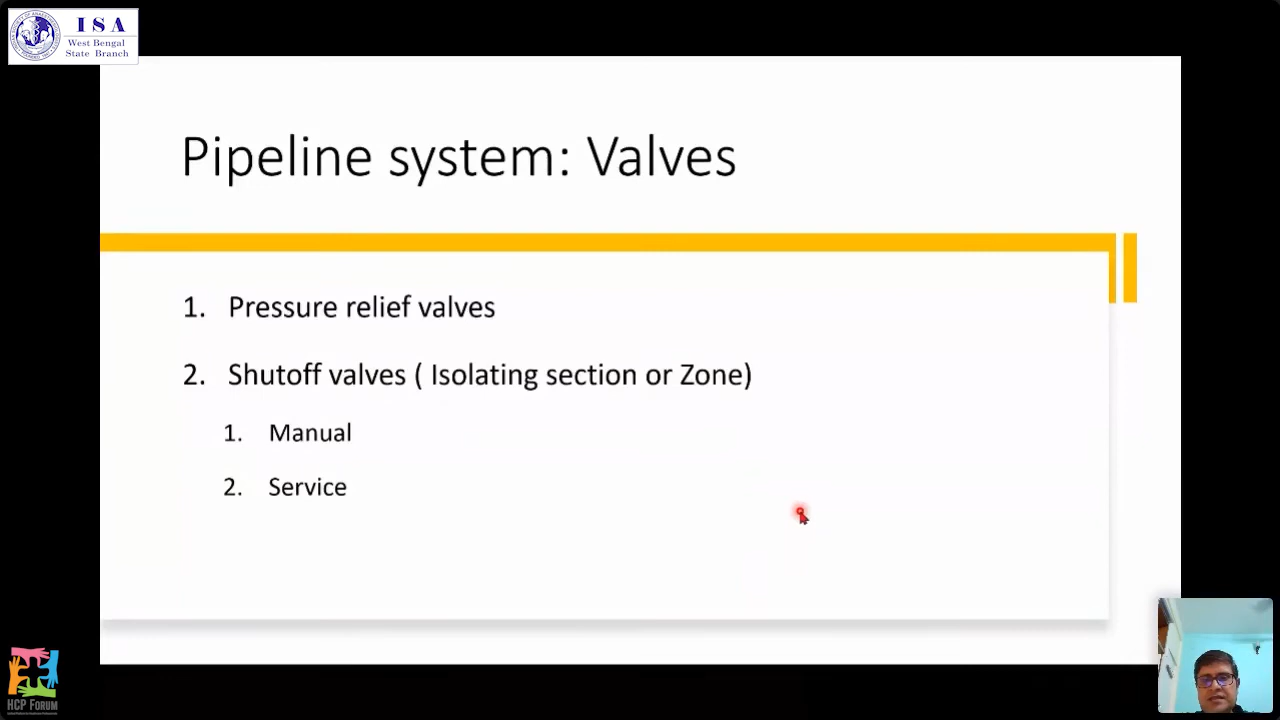 I S A
West Bengal
State Branch
Pipeline system: Valves
1. Pressure relief valves
2. Shutoff valves ( Isolating section or Zone)
1. Manual
2. Service
HCP FORUM